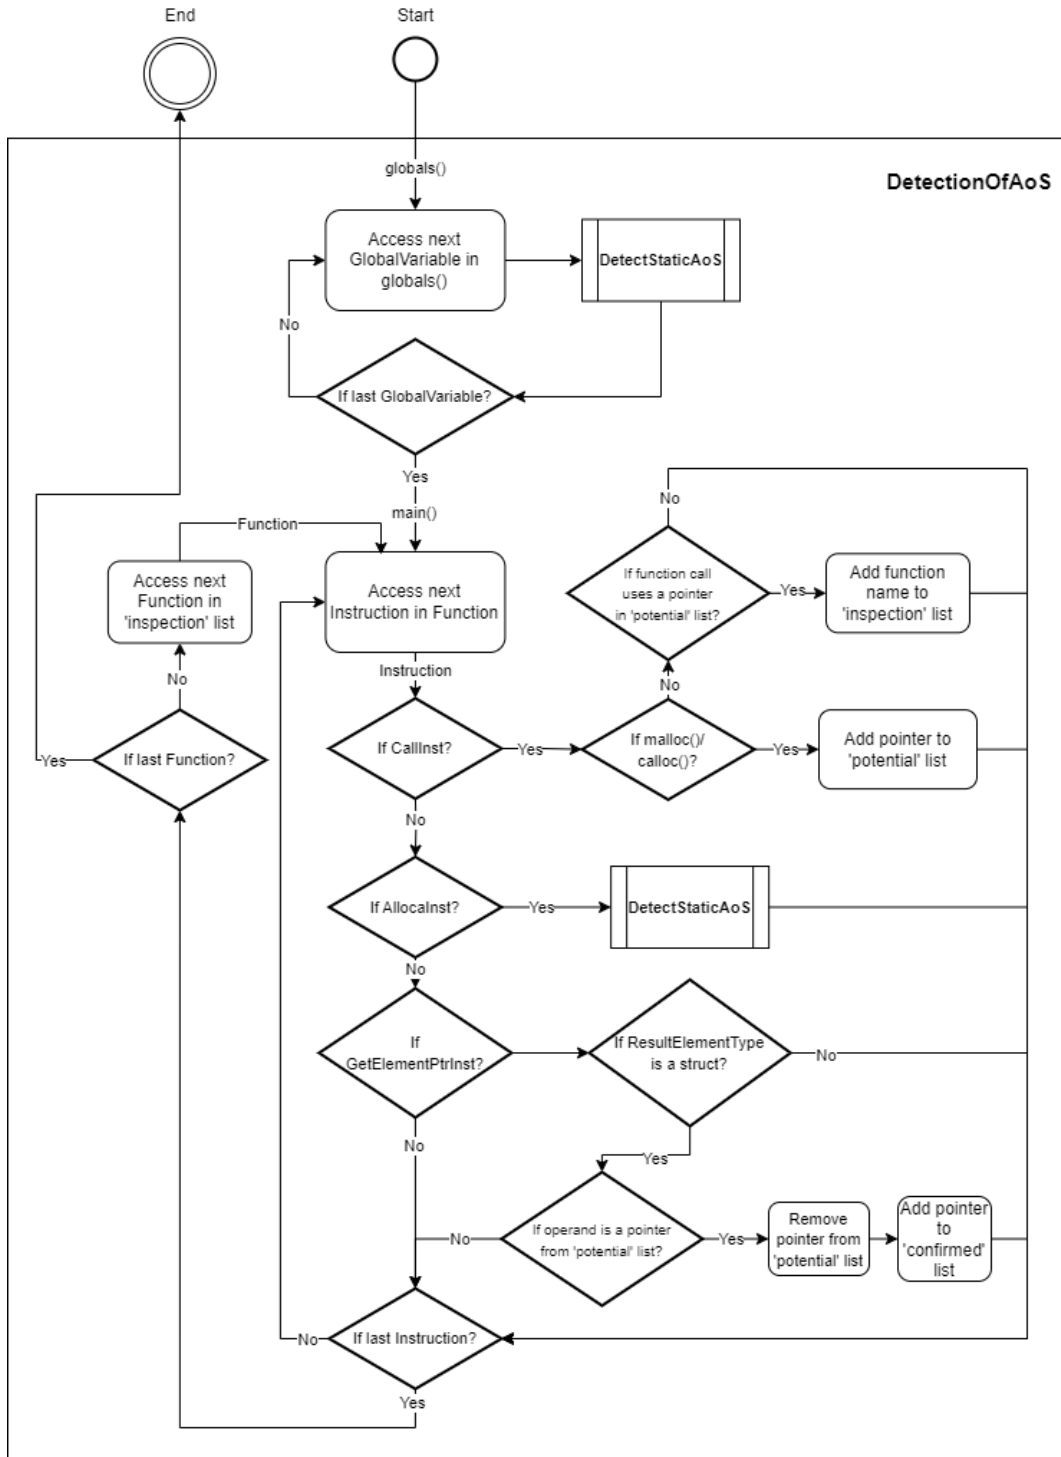 End
Start
globals()
DetectionOfAoS
Access next
GlobalVariable in
globals()
DetectStaticAoS
No
If last GlobalVariable?
Yes
main()
No
Function
Access next
Function in
'inspection' list
Access next
Instruction in Function
If function call
uses a pointer
in 'potential' list?
Yes
Add function
name to
'inspection' list
Instruction
No
No
If CallInst?
Yes
If malloc()/
calloc()?
Yes
Add pointer to
'potential' list
If last Function?
Yes
No
If AllocaInst?
Yes
DetectStaticAoS
No
If
GetElementPtrInst?
If ResultElementType
is a struct?
No
No
Yes
If operand is a pointer
from 'potential' list?
No
Yes
Remove
pointer from
'potential' list
Add pointer
to
'confirmed'
list
If last Instruction?
No
Yes